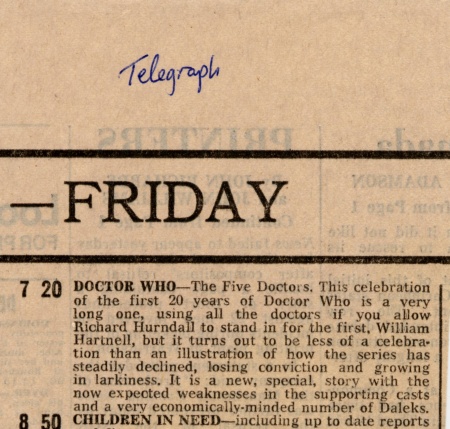 Telegraph
—FRIDAY
7 20 DOCTOR WHO—The Five Doctors. This celebration
of the first 20 years of Doctor Who is a very
long one, using all the doctors if you allow
Richard Hurndall to stand in for the first, William
Hartnell, but it turns out to be less of a celebra-
tion than an illustration of how the series has
steadily declined, losing conviction and growing
in larkiness. It is a new, special, story with the
now expected weaknesses in the supporting casts
and a very economically-minded number of Daleks.
8 50 CHILDREN IN NEED—including up to date reports